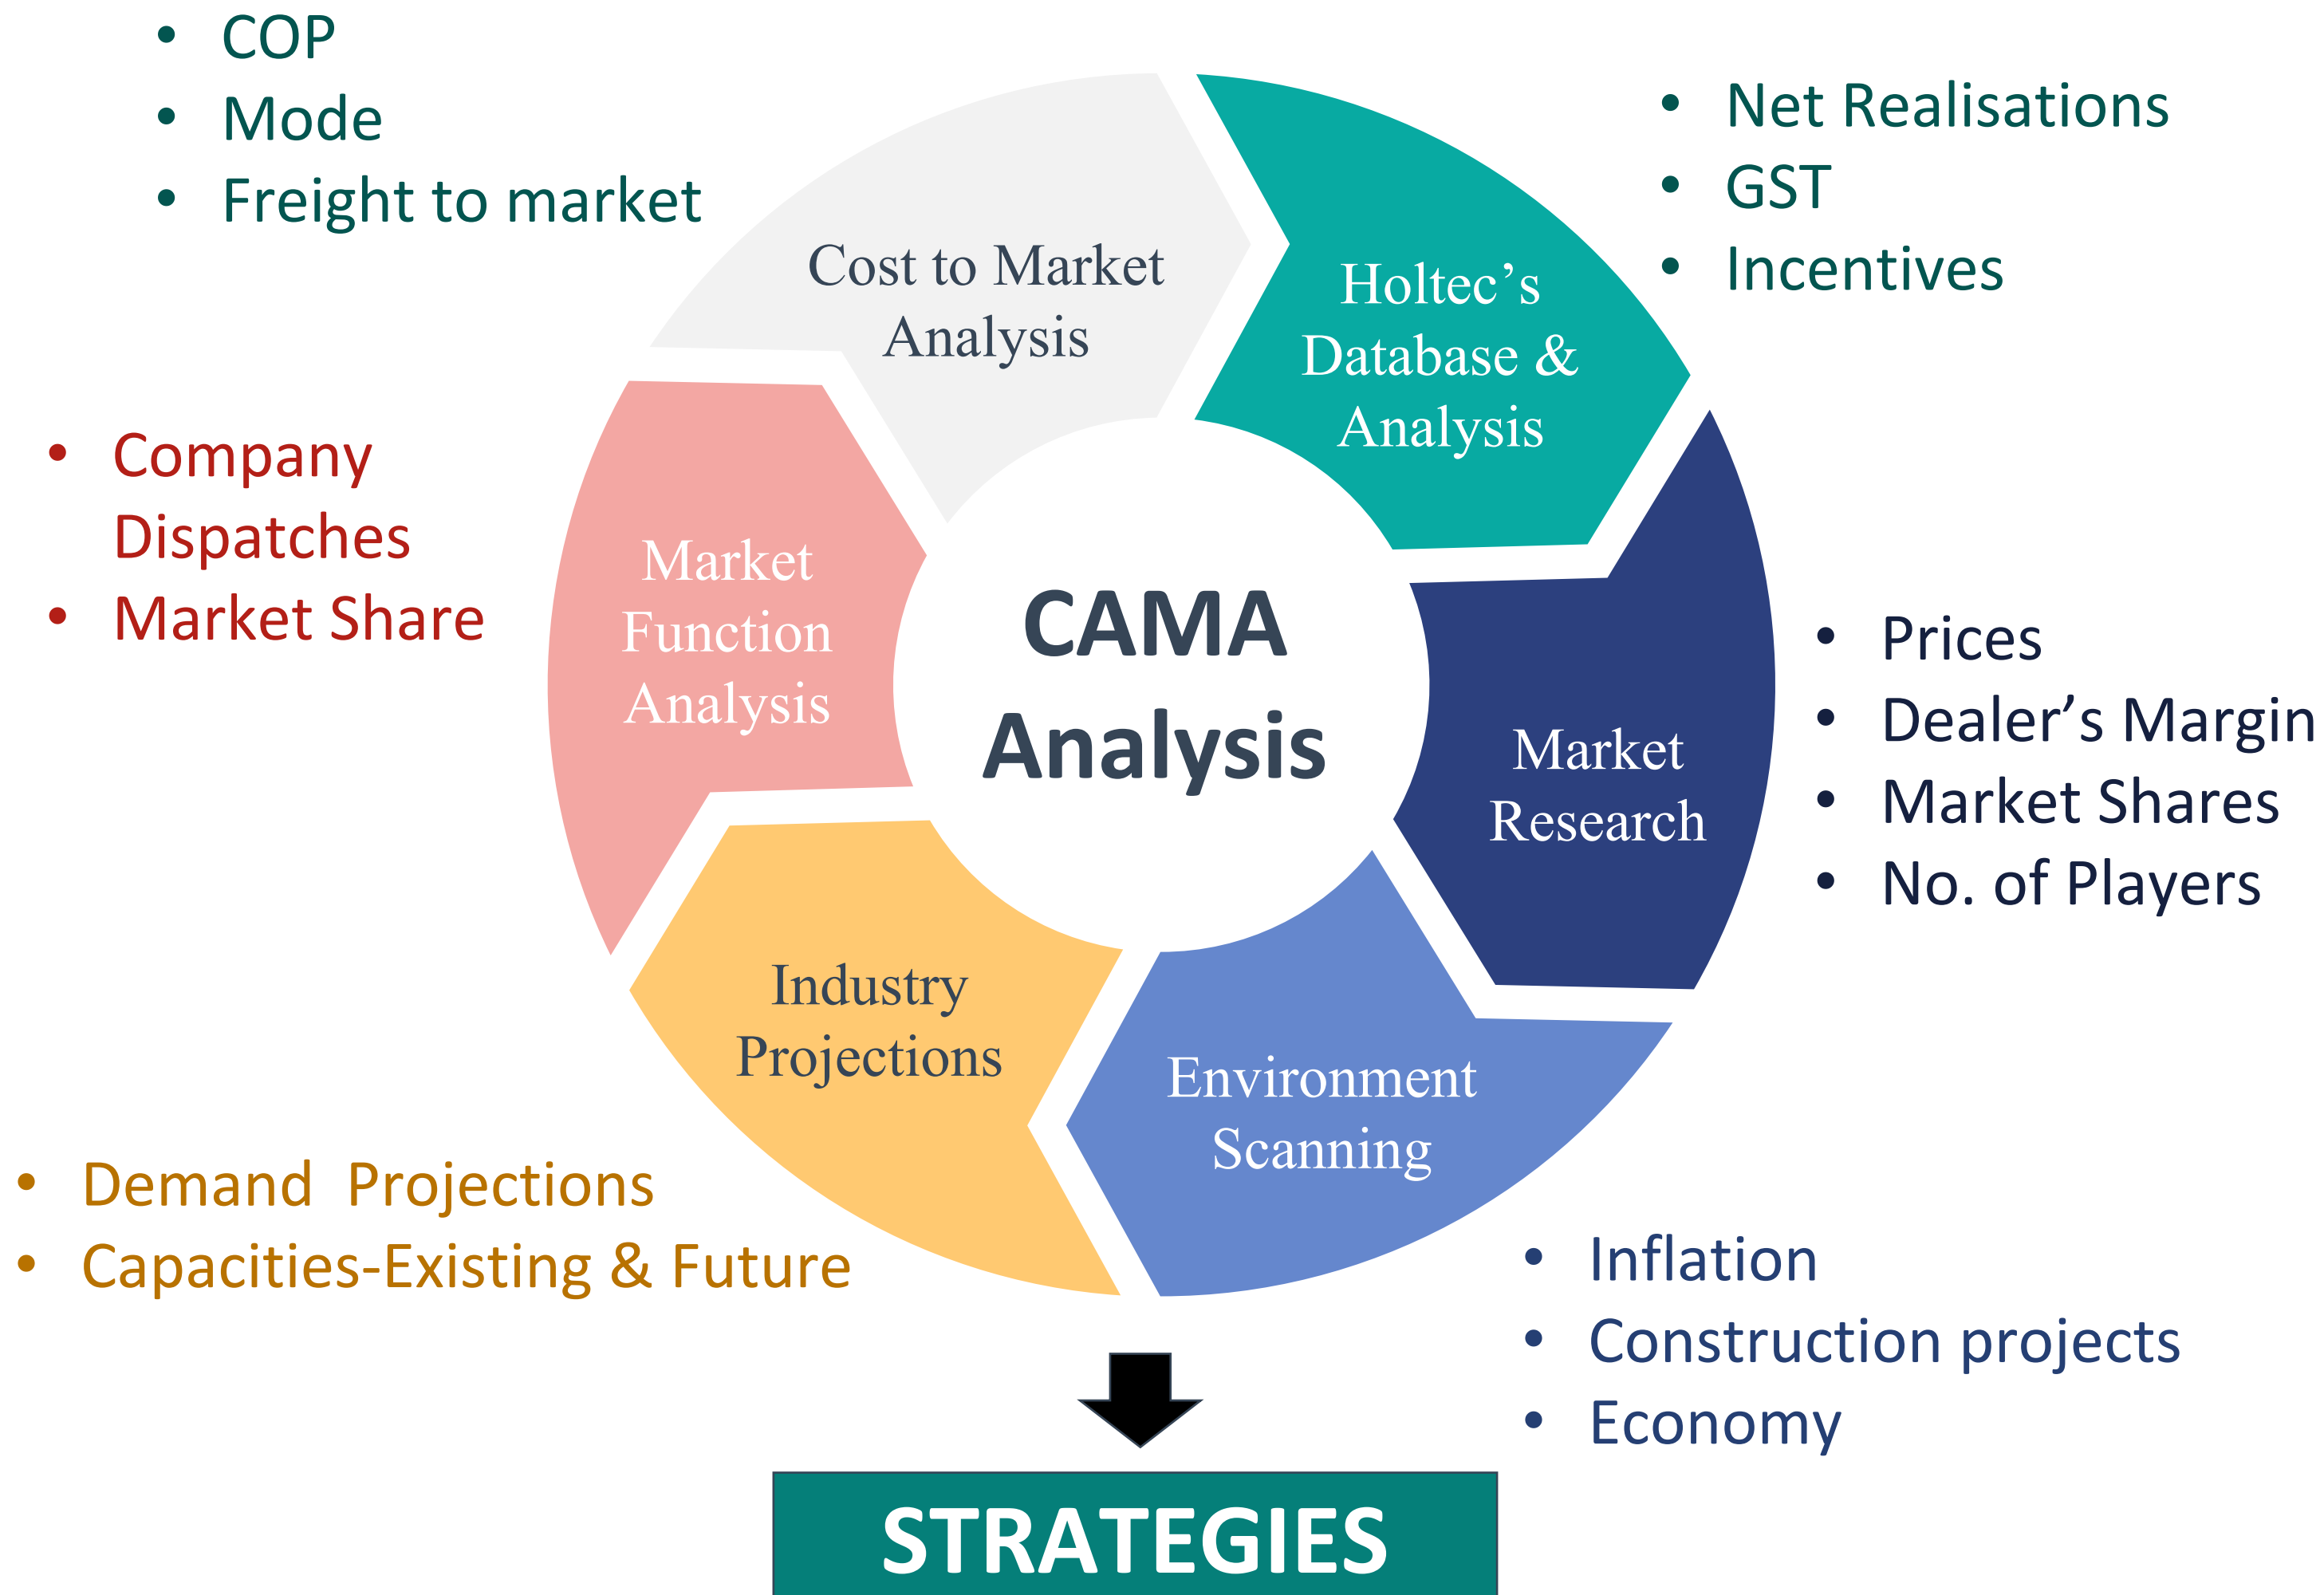 • COP
• Mode
• Freight to market
Cost to Market
Analysis
Holtec’s
Database &
Analysis
• Net Realisations
• GST
• Incentives
• Company
Dispatches
• Market Share
Market
Function
Analysis
CAMA
Analysis
Market
Research
• Prices
• Dealer’s Margin
• Market Shares
• No. of Players
Industry
Projections
Environment
Scanning
• Demand  Projections
• Capacities-Existing & Future
• Inflation
• Construction projects
• Economy
STRATEGIES